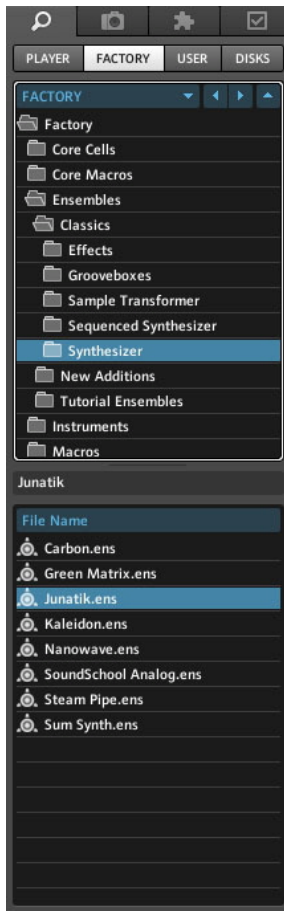 PLAYER FACTORY USER DISKS
FACTORY
Factory
Core Cells
Core Macros
Ensembles
Classics
Effects
Grooveboxes
Sample Transformer
Sequenced Synthesizer
Synthesizer
New Additions
Tutorial Ensembles
Instruments
Macros
Junatik
File Name
Carbon.ens
Green Matrix.ens
Junatik.ens
Kaleidon.ens
Nanowave.ens
SoundSchool Analog.ens
Steam Pipe.ens
Sum Synth.ens